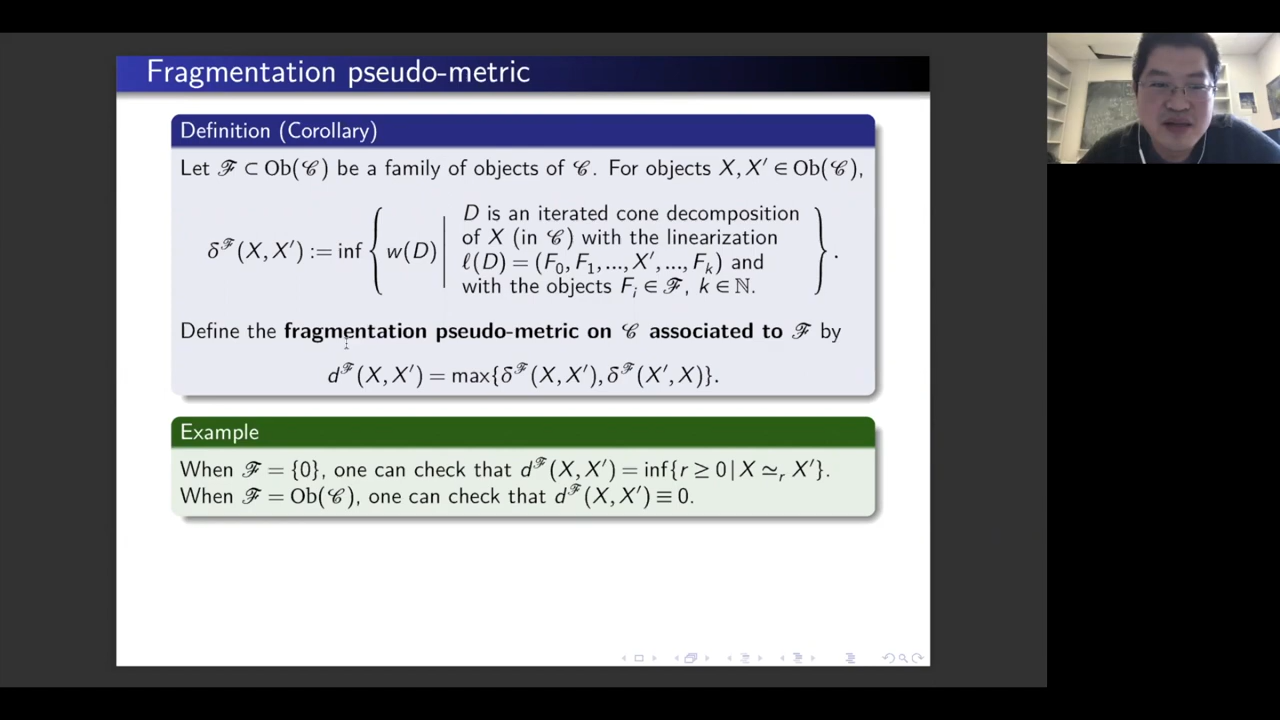 Fragmentation pseudo-metric
Definition (Corollary)
Let ℱ ⊂ Ob(𝒞) be a family of objects of 𝒞. For objects X, X′ ∈ Ob(𝒞),
D is an iterated cone decomposition
of X (in 𝒞) with the linearization
δ^ℱ(X, X′) := inf { w(D) | ℓ(D) = (F₀, F₁, ..., X′, ..., Fₖ) and } .
with the objects Fᵢ ∈ ℱ, k ∈ ℕ.
Define the fragmentation pseudo-metric on 𝒞 associated to ℱ by
d^ℱ(X, X′) = max{δ^ℱ(X, X′), δ^ℱ(X′, X)}.
Example
When ℱ = {0}, one can check that d^ℱ(X, X′) = inf{r ≥ 0 | X ≃ᵣ X′}.
When ℱ = Ob(𝒞), one can check that d^ℱ(X, X′) ≡ 0.